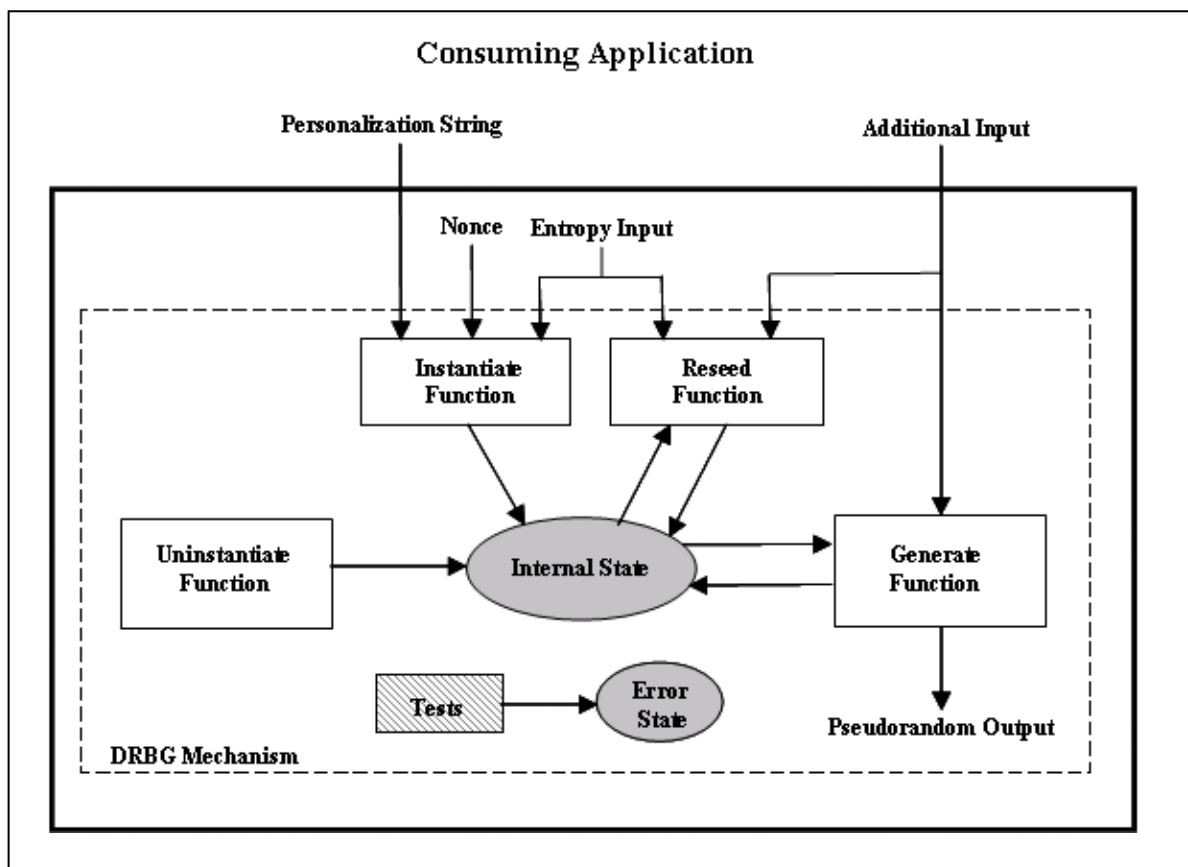 Consuming Application
Personalization String
Additional Input
Nonce
Entropy Input
Instantiate
Function
Reseed
Function
Uninstantiate
Function
Internal State
Generate
Function
Tests
Error
State
Pseudorandom Output
DRBG Mechanism